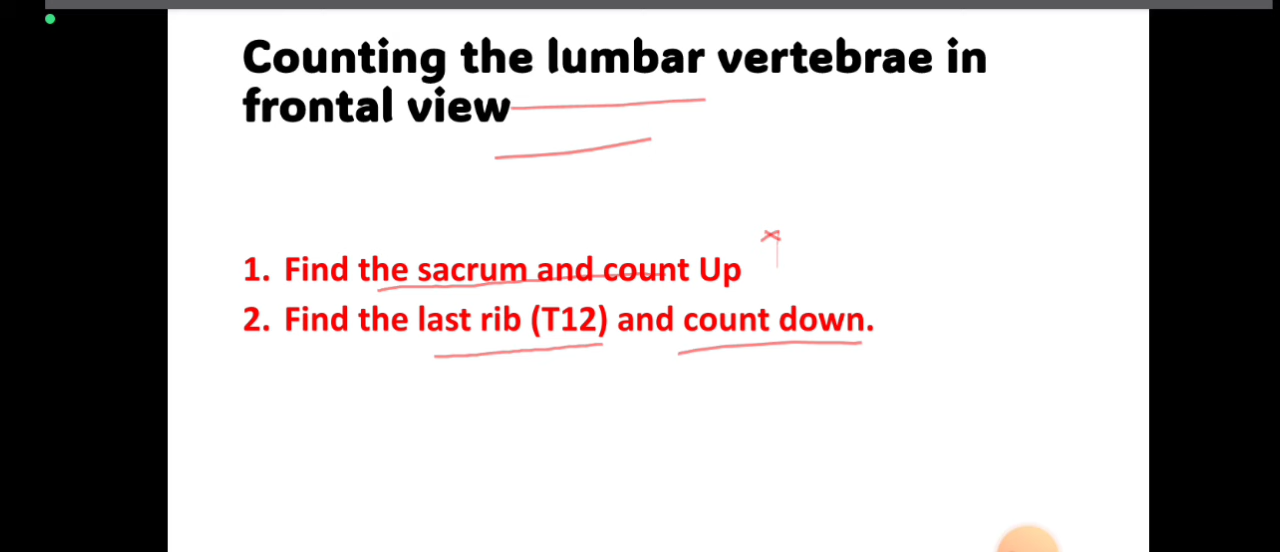 Counting the lumbar vertebrae in
frontal view
1. Find the sacrum and count Up
2. Find the last rib (T12) and count down.